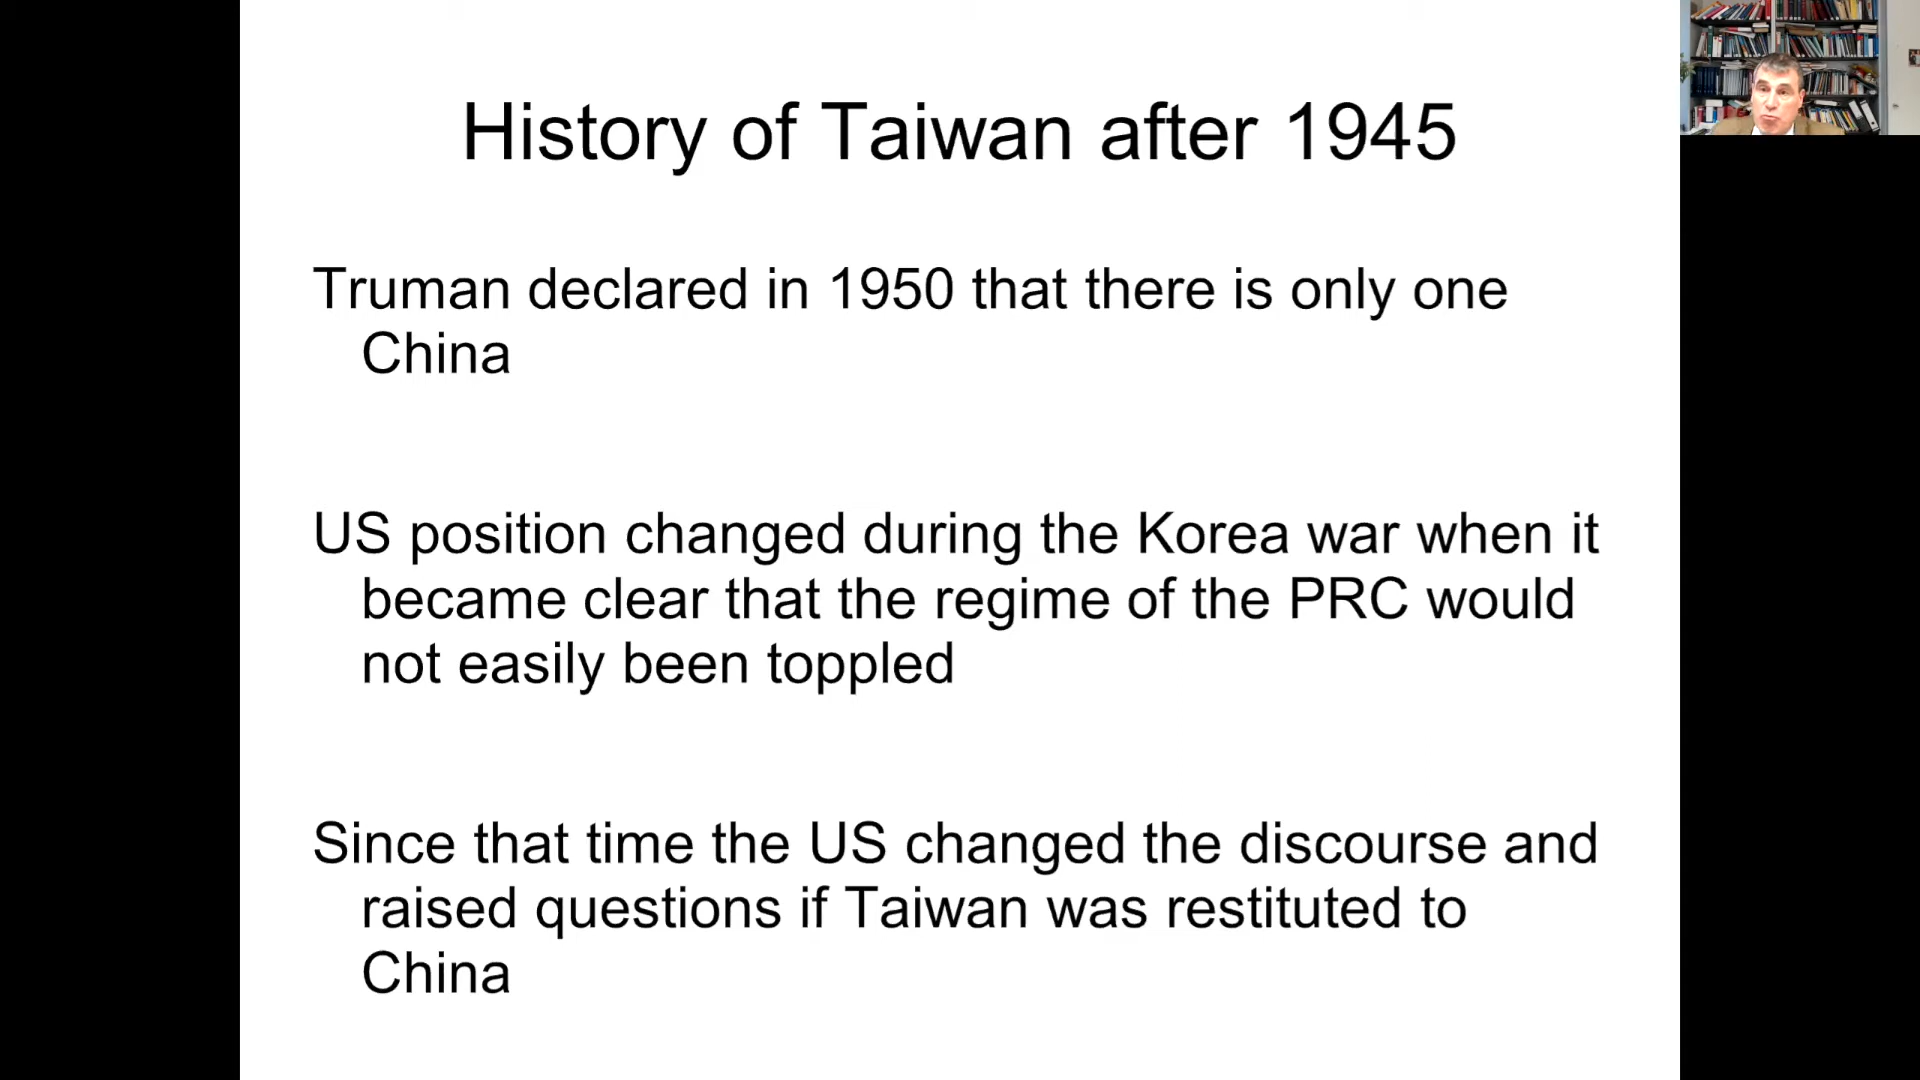 History of Taiwan after 1945
Truman declared in 1950 that there is only one
China
US position changed during the Korea war when it
became clear that the regime of the PRC would
not easily been toppled
Since that time the US changed the discourse and
raised questions if Taiwan was restituted to
China